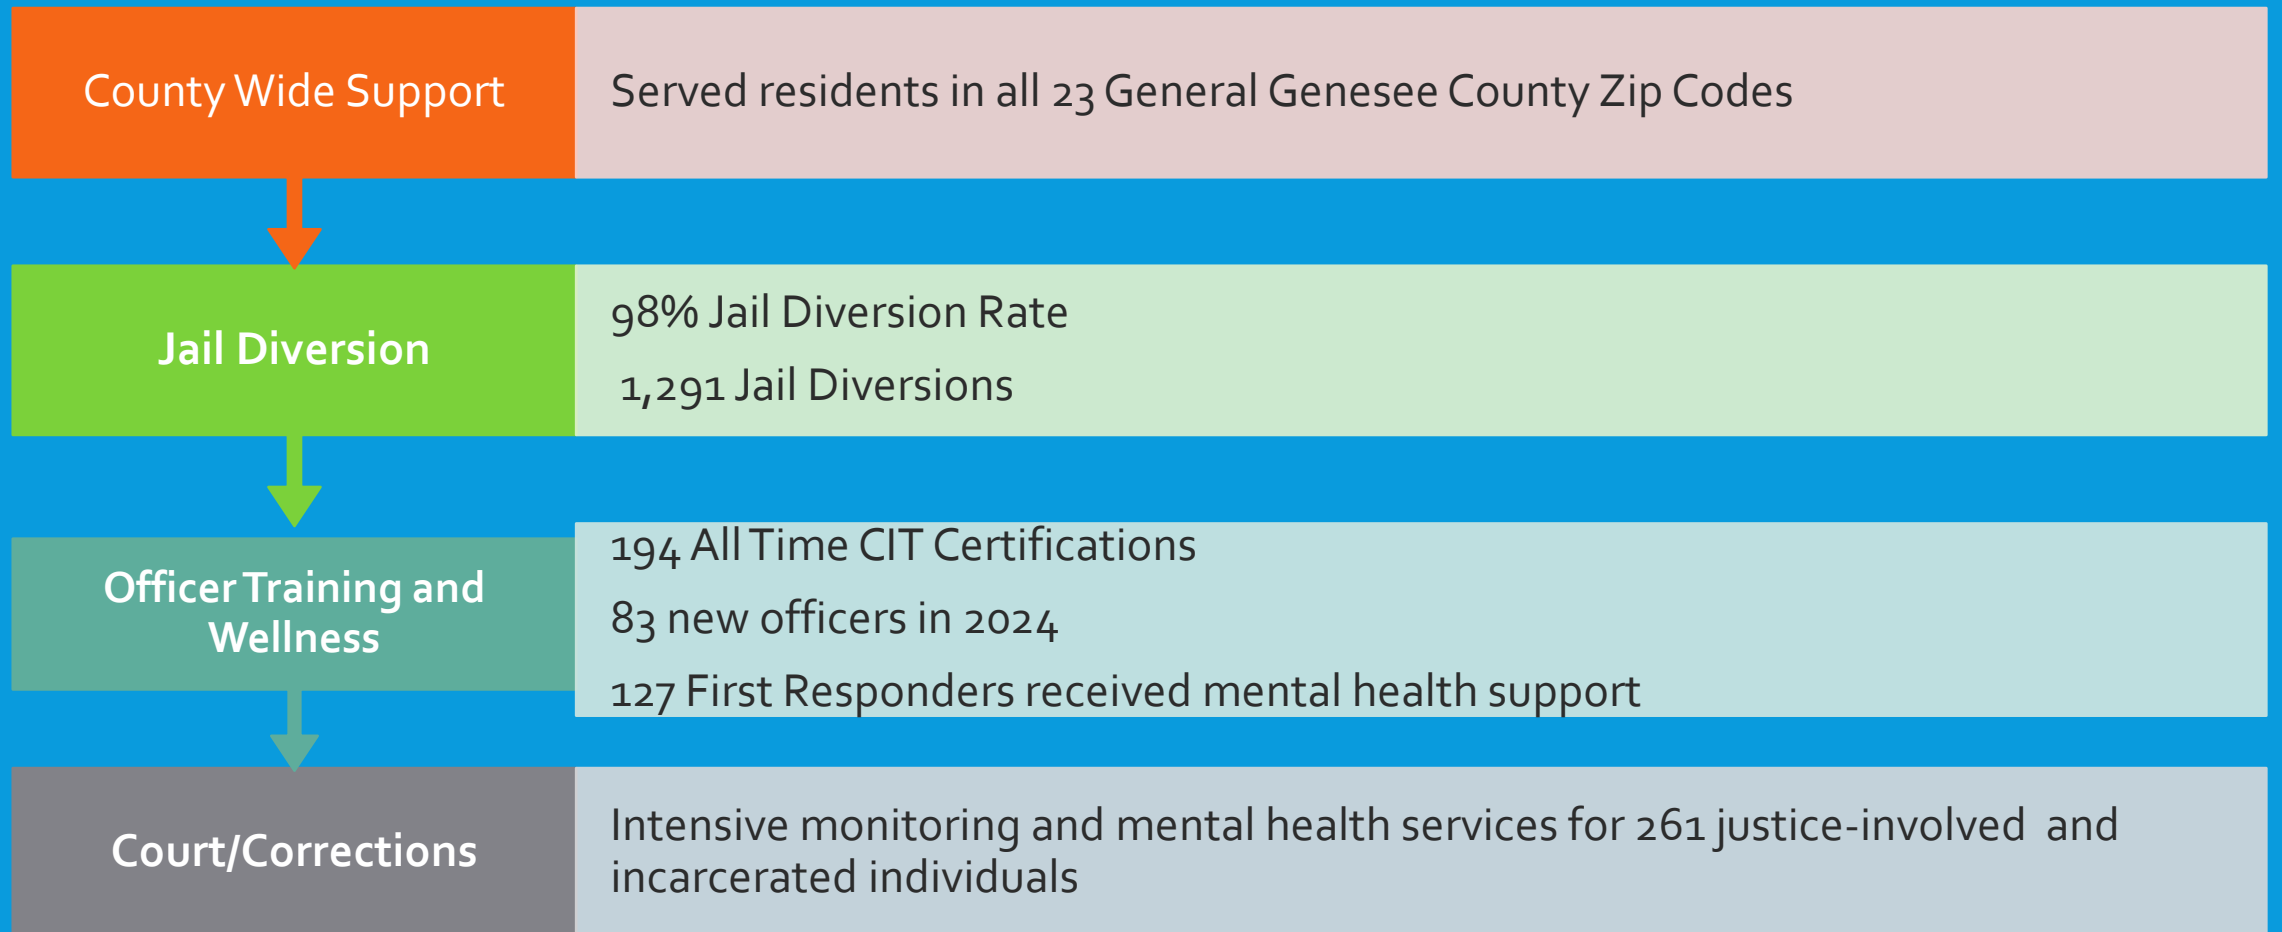 County Wide Support
Served residents in all 23 General Genesee County Zip Codes
Jail Diversion
98% Jail Diversion Rate
1,291 Jail Diversions
Officer Training and
Wellness
194 All Time CIT Certifications
83 new officers in 2024
127 First Responders received mental health support
Court/Corrections
Intensive monitoring and mental health services for 261 justice-involved and
incarcerated individuals